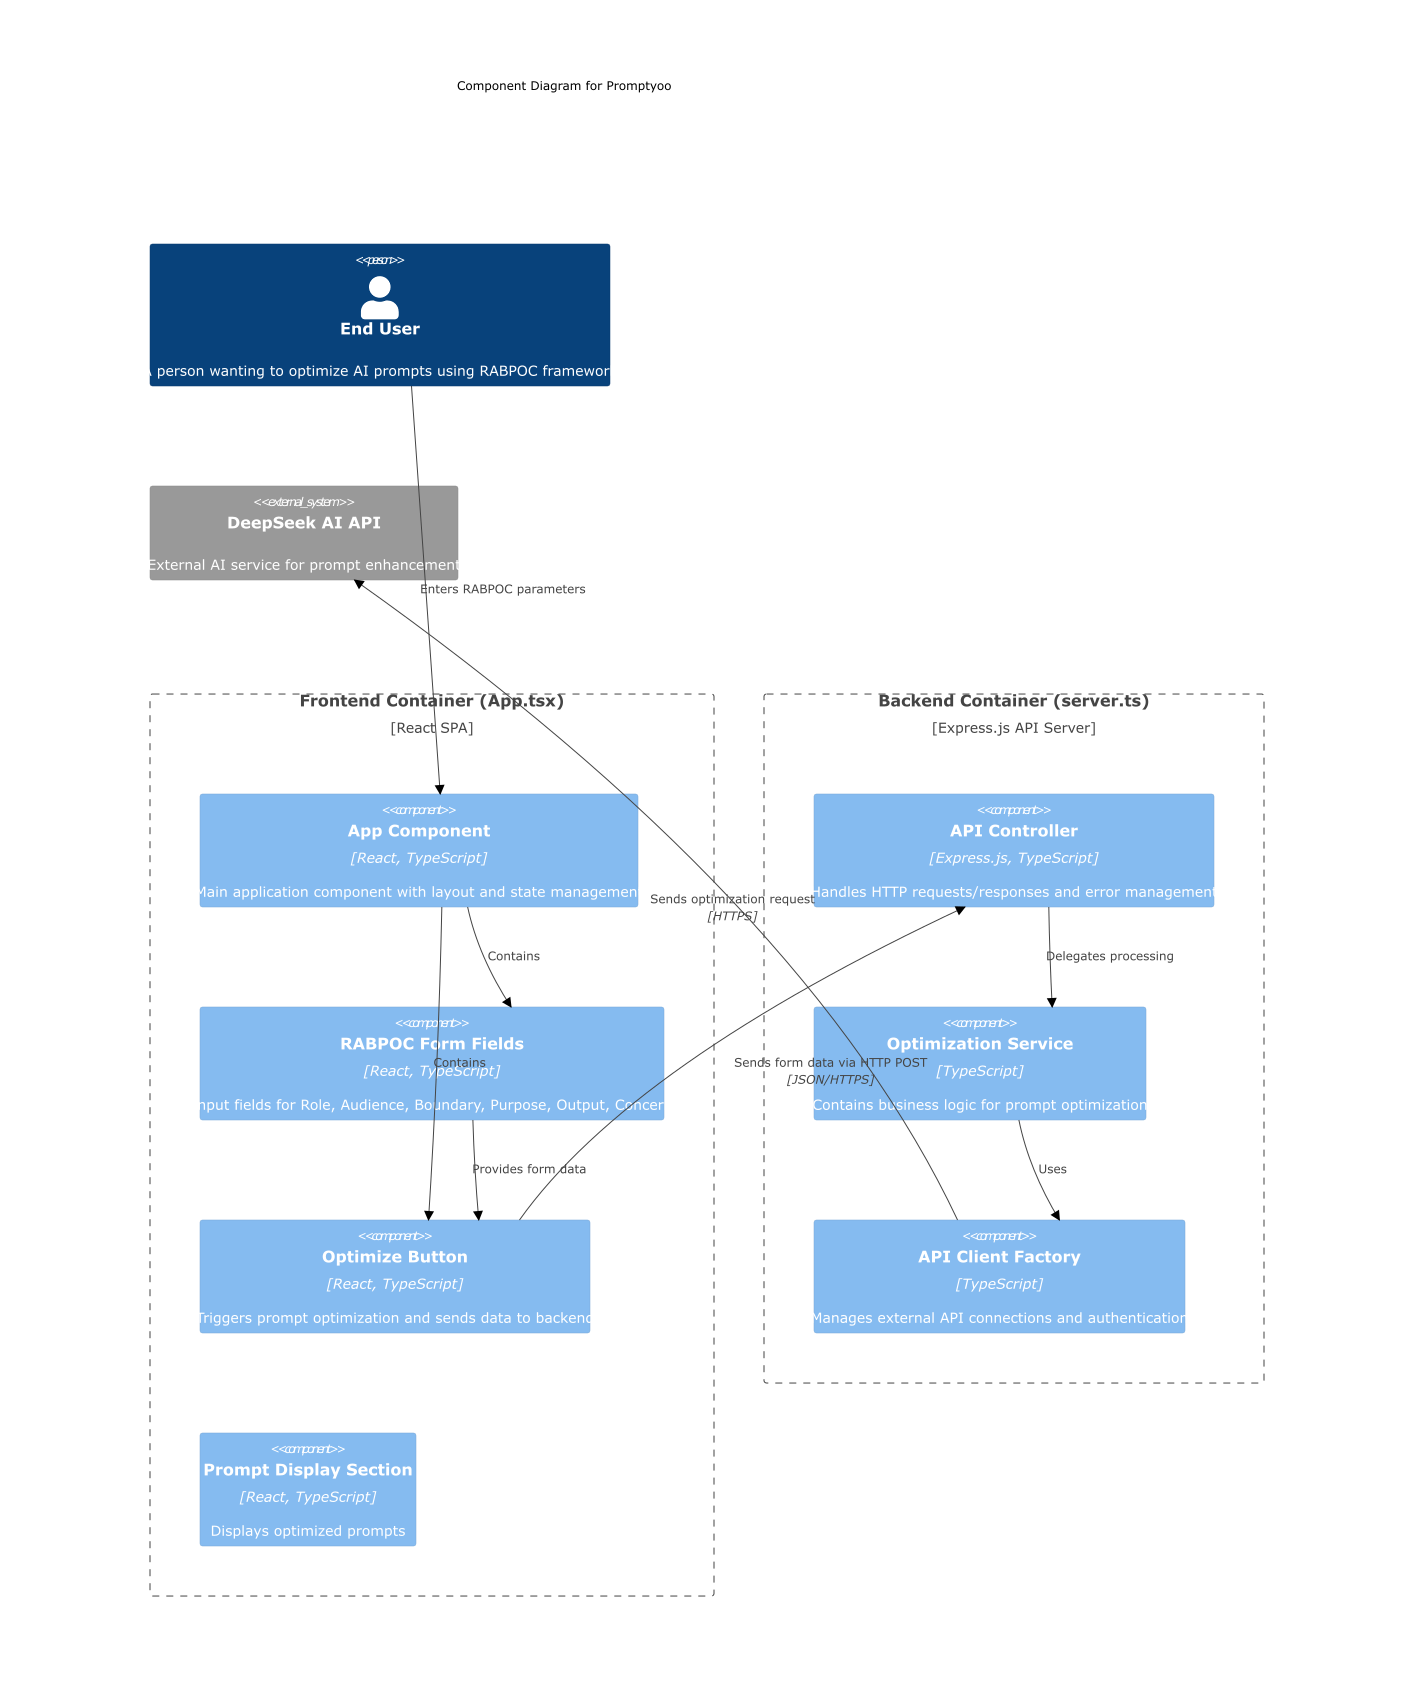 Component Diagram for Promptyoo
<<person>>
End User
A person wanting to optimize AI prompts using RABPOC framewor
<<external_system>>
DeepSeek AI API
External AI service for prompt enhancement
Enters RABPOC parameters
Frontend Container (App.tsx)
[React SPA]
Backend Container (server.ts)
[Express.js API Server]
<<component>>
App Component
[React, TypeScript]
Main application component with layout and state managemen
<<component>>
API Controller
[Express.js, TypeScript]
Handles HTTP requests/responses and error management
Sends optimization request
[HTTPS]
Contains
Delegates processing
<<component>>
RABPOC Form Fields
[React, TypeScript]
nput fields for Role, Audience, Boundary, Purpose, Output, Concer
Contains
<<component>>
Optimization Service
[TypeScript]
Contains business logic for prompt optimization
Sends form data via HTTP POST
[JSON/HTTPS]
Provides form data
Uses
<<component>>
Optimize Button
[React, TypeScript]
Triggers prompt optimization and sends data to backend
<<component>>
API Client Factory
[TypeScript]
Manages external API connections and authentication
<<component>>
Prompt Display Section
[React, TypeScript]
Displays optimized prompts